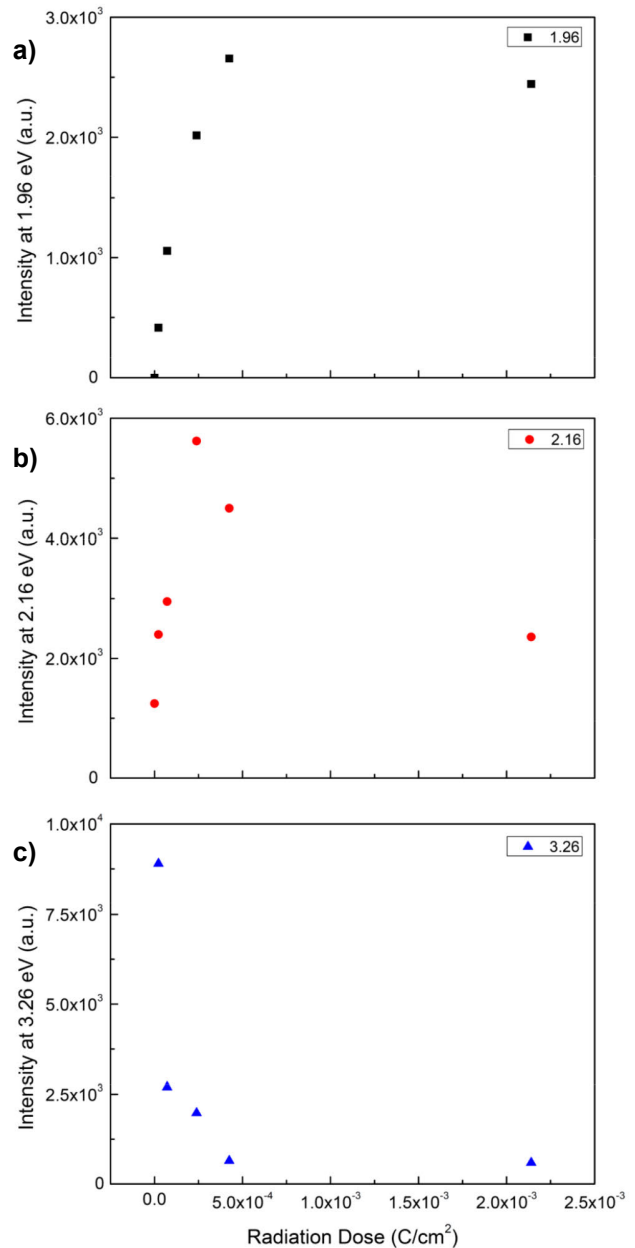 a)
1.96
3.0x10³
2.0x10³
1.0x10³
0
Intensity at 1.96 eV (a.u.)
b)
2.16
6.0x10³
4.0x10³
2.0x10³
0
Intensity at 2.16 eV (a.u.)
c)
3.26
1.0x10⁴
7.5x10³
5.0x10³
2.5x10³
0
Intensity at 3.26 eV (a.u.)
0.0 5.0x10⁻⁴ 1.0x10⁻³ 1.5x10⁻³ 2.0x10⁻³ 2.5x10⁻³
Radiation Dose (C/cm²)